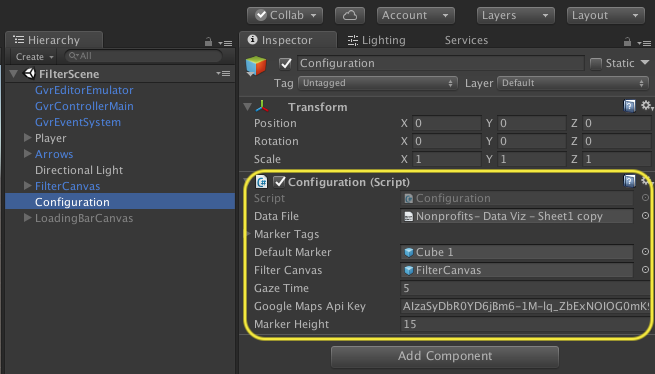 Collab
Account
Layers
Layout
Hierarchy
Create
All
FilterScene
GvrEditorEmulator
GvrControllerMain
GvrEventSystem
Player
Arrows
Directional Light
FilterCanvas
Configuration
LoadingBarCanvas
Inspector
Lighting
Services
Configuration
Static
Tag Untagged Layer Default
Transform
Position X 0 Y 0 Z 0
Rotation X 0 Y 0 Z 0
Scale X 1 Y 1 Z 1
Configuration (Script)
Script Configuration
Data File Nonprofits- Data Viz - Sheet1 copy
Marker Tags
Default Marker Cube 1
Filter Canvas FilterCanvas
Gaze Time 5
Google Maps Api Key
Marker Height 15
Add Component